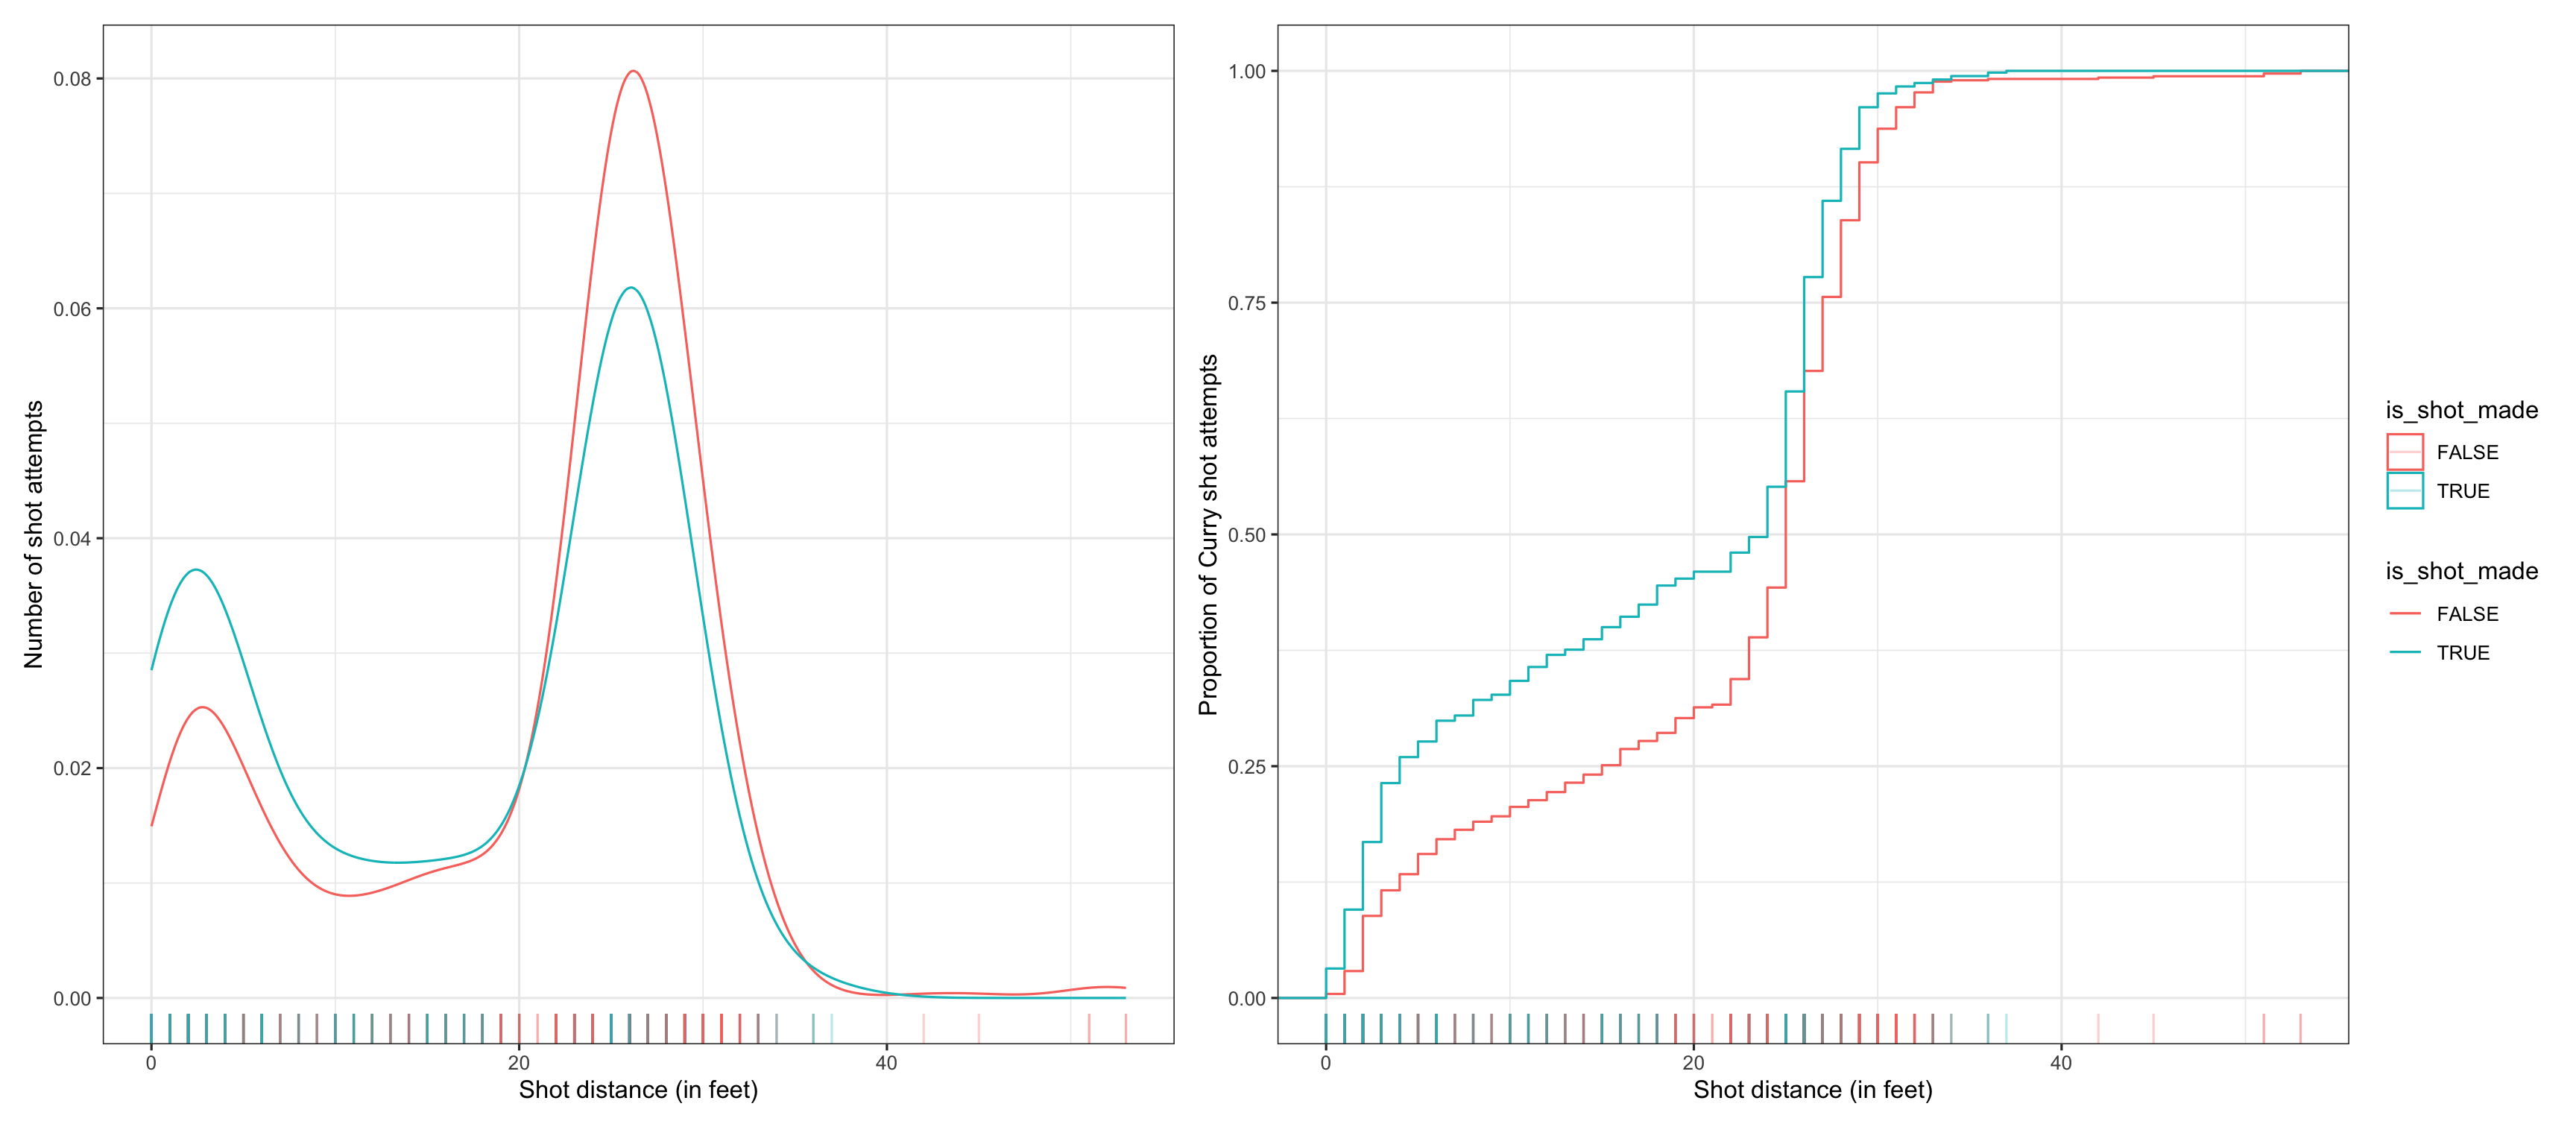 Number of shot attempts
0.08
0.06
0.04
0.02
0.00
0
20
40
Shot distance (in feet)
Proportion of Curry shot attempts
1.00
0.75
0.50
0.25
0.00
0
20
40
Shot distance (in feet)
is_shot_made
FALSE
TRUE
is_shot_made
FALSE
TRUE